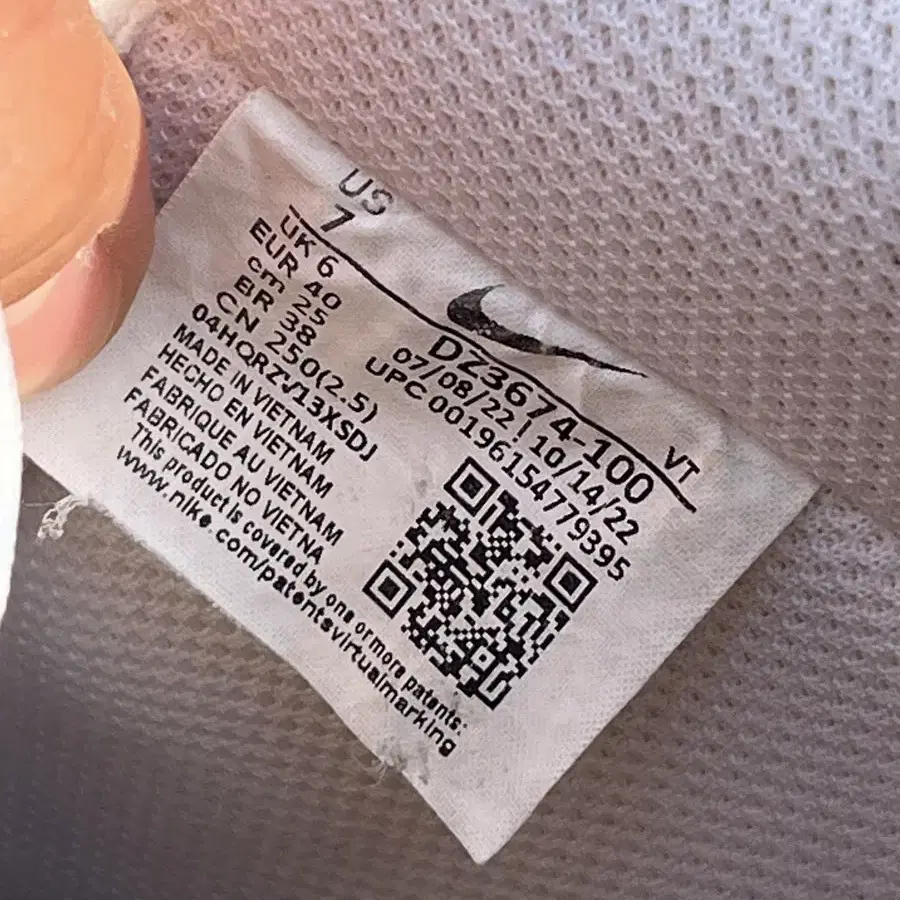 US
7
UK 6
EUR 40
cm 25
BR 38
CN 250(2.5)
04HQRZV13XSDJ
MADE IN VIETNAM
HECHO EN VIETNAM
FABRIQUE AU VIETNAM
FABRICADO NO VIETNA
This product is covered by one or more patents:
www.nike.com/patentsvirtualmarking
DZ3674-100
VT
07/08/22 | 10/14/22
UPC 00196154779395